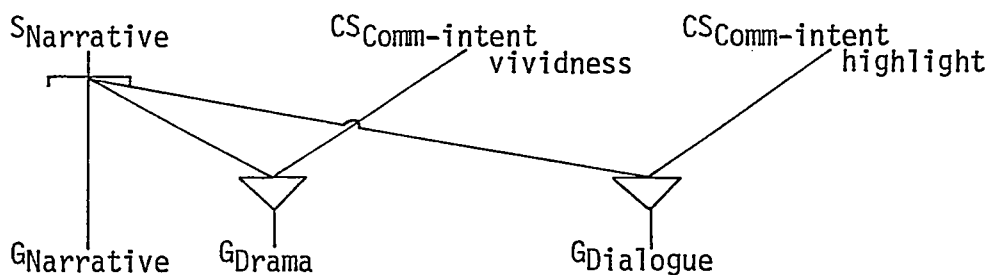 SNarrative CSComm-intent CSComm-intent
vividness highlight
GNarrative GDrama GDialogue